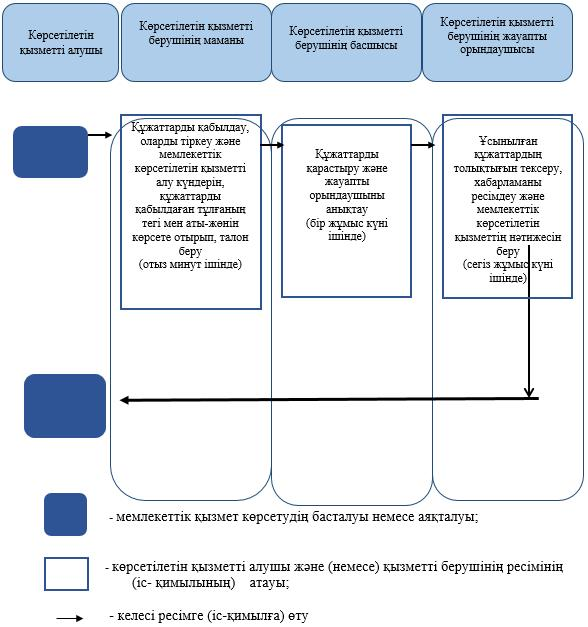 Көрсетілетін
қызметті алушы
Көрсетілетін қызметті
берушінің маманы
Көрсетілетін қызметті
берушінің басшысы
Көрсетілетін қызметті
берушінің жауапты
орындаушысы
Құжаттарды қабылдау,
оларды тіркеу және
мемлекеттік
көрсетілетін қызметті
алу күндерін,
құжаттарды
қабылдаған тұлғаның
тегі мен аты-жөнін
көрсете отырып, талон
беру
(отыз минут ішінде)
Құжаттарды
қарастыру және
жауапты
орындаушыны
анықтау
(бір жұмыс күні
ішінде)
Ұсынылған
құжаттардың
толықтығын тексеру,
хабарламаны
ресімдеу және
мемлекеттік
көрсетілетін
қызметтің нәтижесін
беру
(сегіз жұмыс күні
ішінде)
- мемлекеттік қызмет көрсетудің басталуы немесе аяқталуы;
- көрсетілетін қызметті алушы және (немесе) қызметті берушінің ресімінің
(іс- қимылының) атауы;
- келесі ресімге (іс-қимылға) өту